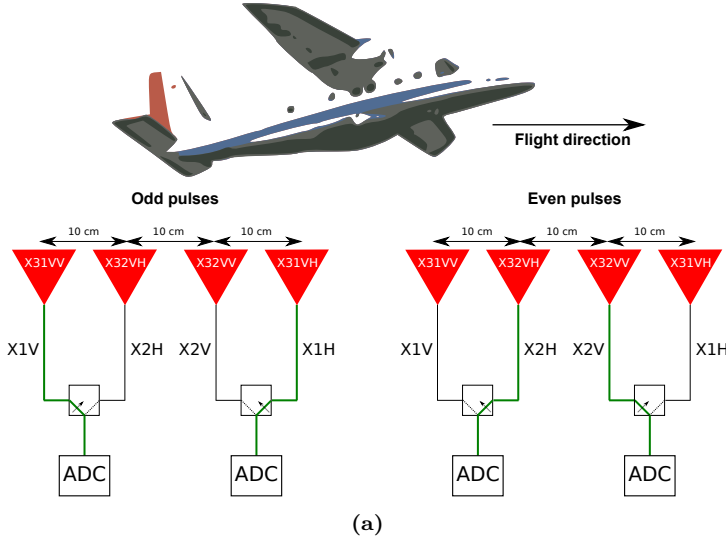 Flight direction
Odd pulses
Even pulses
10 cm 10 cm 10 cm
10 cm 10 cm 10 cm
X31VV X32VH X32VV X31VH
X31VV X32VH X32VV X31VH
X1V X2H X2V X1H
X1V X2H X2V X1H
ADC ADC
ADC ADC
(a)